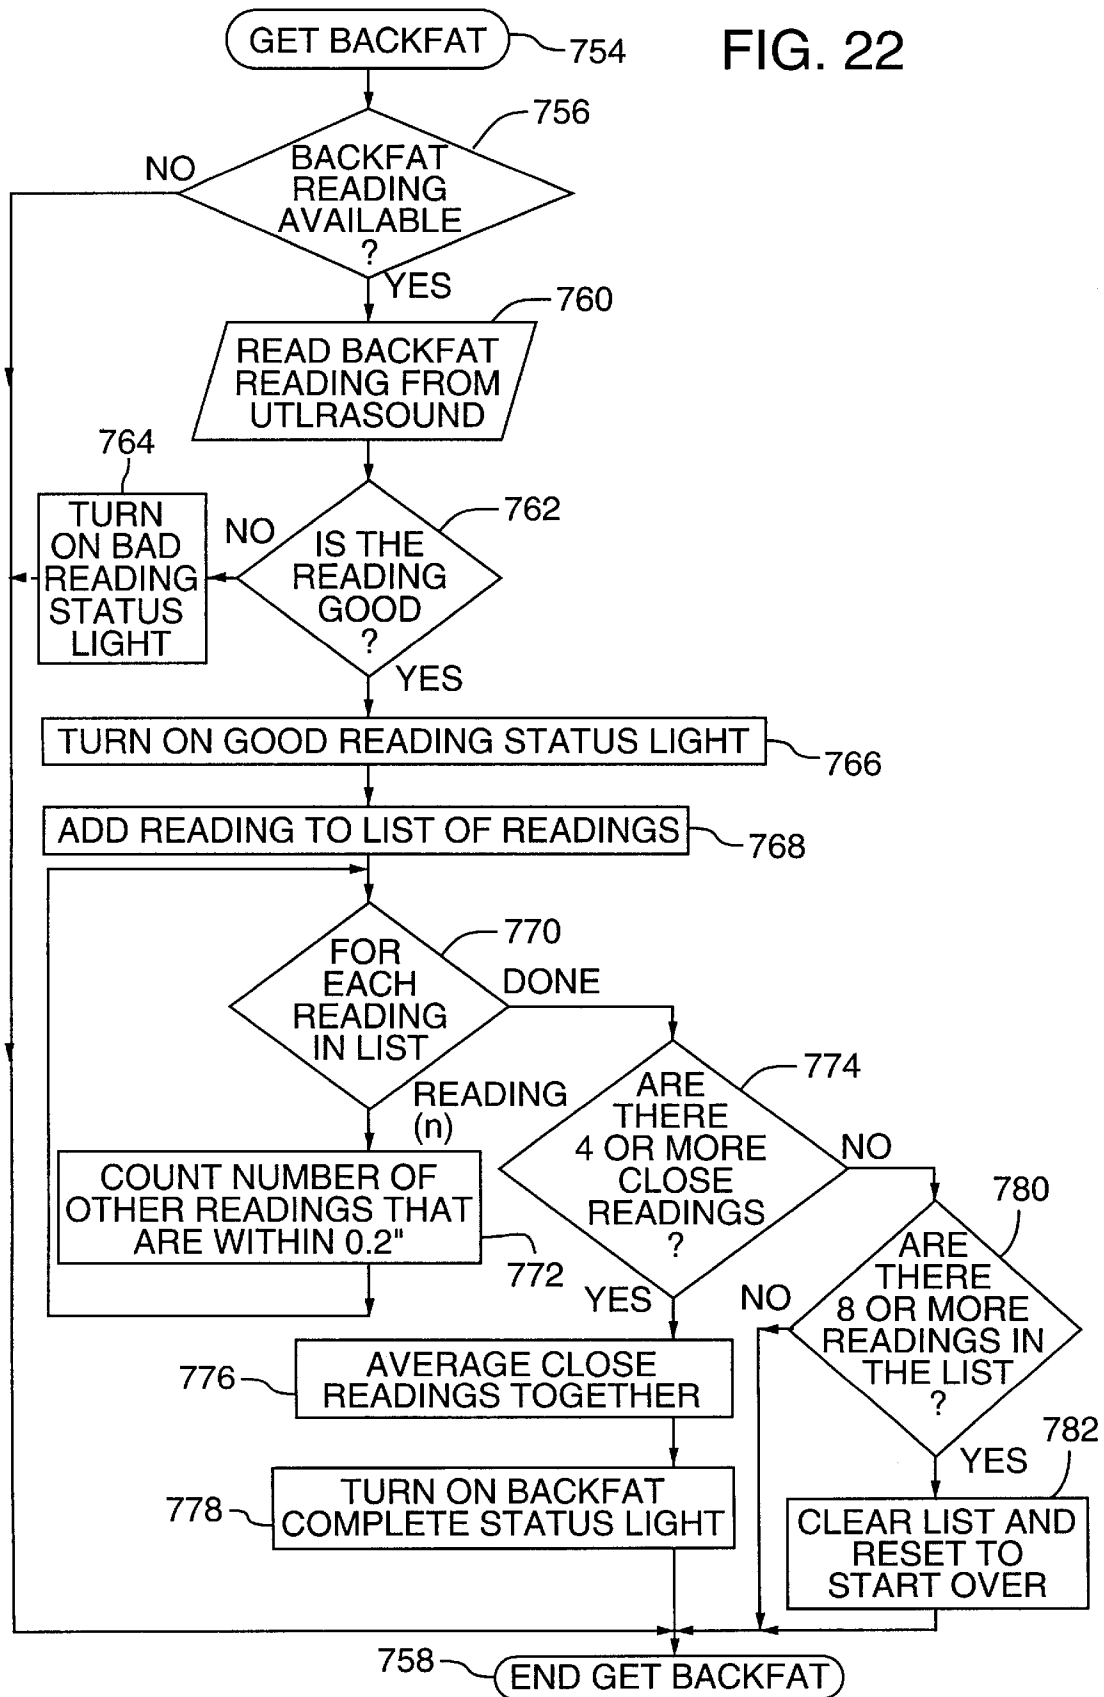 GET BACKFAT
754
FIG. 22
756
NO
BACKFAT
READING
AVAILABLE
?
YES
760
READ BACKFAT
READING FROM
UTLRASOUND
764
TURN
ON BAD
READING
STATUS
LIGHT
NO
762
IS THE
READING
GOOD
?
YES
TURN ON GOOD READING STATUS LIGHT
766
ADD READING TO LIST OF READINGS
768
770
FOR
EACH
READING
IN LIST
DONE
READING
(n)
COUNT NUMBER OF
OTHER READINGS THAT
ARE WITHIN 0.2"
772
774
ARE
THERE
4 OR MORE
CLOSE
READINGS
?
NO
YES
780
ARE
THERE
8 OR MORE
READINGS IN
THE LIST
?
NO
YES
776
AVERAGE CLOSE
READINGS TOGETHER
778
TURN ON BACKFAT
COMPLETE STATUS LIGHT
782
CLEAR LIST AND
RESET TO
START OVER
758
END GET BACKFAT